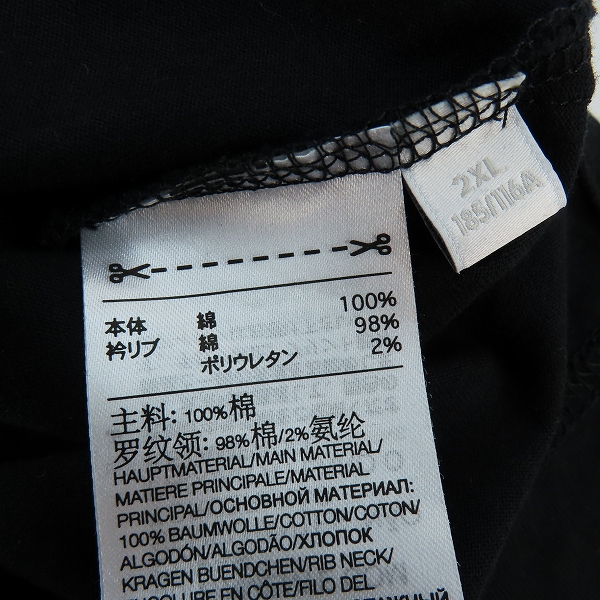 2XL
185/116A
本体 綿 100%
衿リブ 綿 98%
ポリウレタン 2%
主料: 100%棉
罗纹领: 98%棉/2%氨纶
HAUPTMATERIAL/MAIN MATERIAL/
MATIERE PRINCIPALE/MATERIAL
PRINCIPAL/ОСНОВНОЙ МАТЕРИАЛ:
100% BAUMWOLLE/COTTON/COTON/
ALGODÓN/ALGODÃO/ХЛОПОК
KRAGEN BUENDCHEN/RIB NECK/
ENCOLURE EN CÔTE/FILO DEL